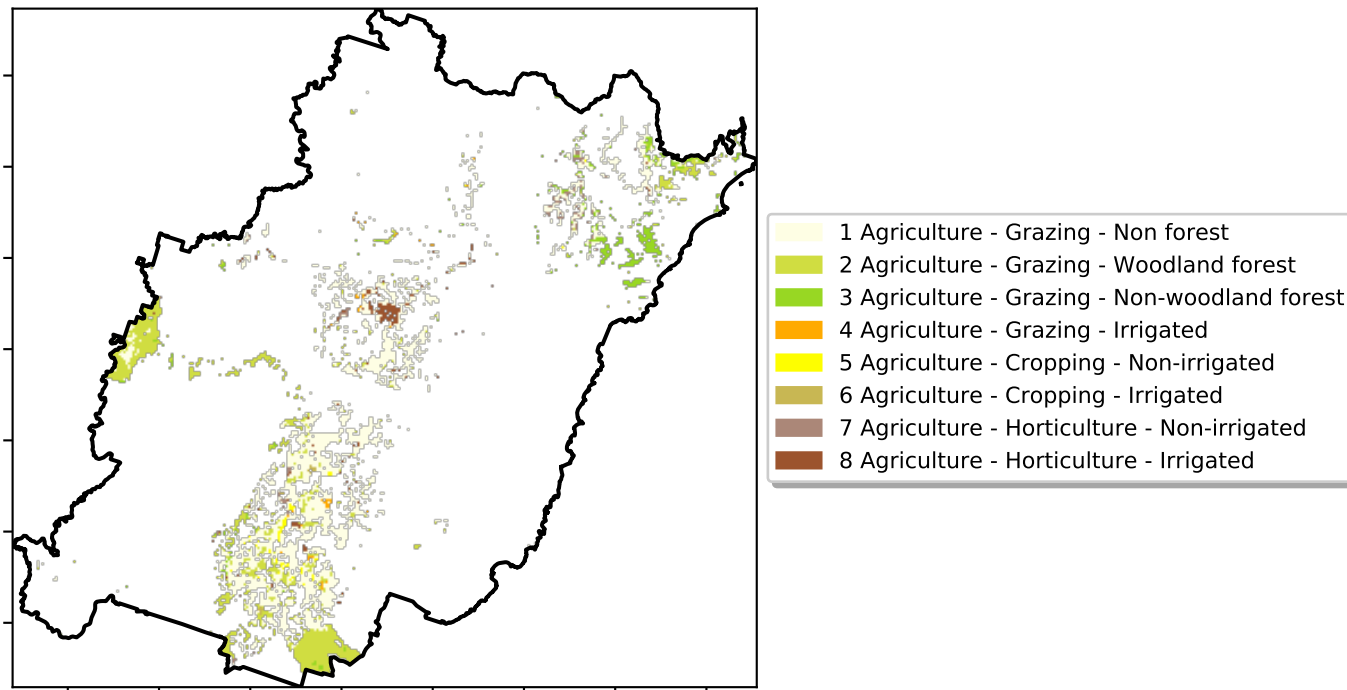 1 Agriculture - Grazing - Non forest
2 Agriculture - Grazing - Woodland forest
3 Agriculture - Grazing - Non-woodland forest
4 Agriculture - Grazing - Irrigated
5 Agriculture - Cropping - Non-irrigated
6 Agriculture - Cropping - Irrigated
7 Agriculture - Horticulture - Non-irrigated
8 Agriculture - Horticulture - Irrigated